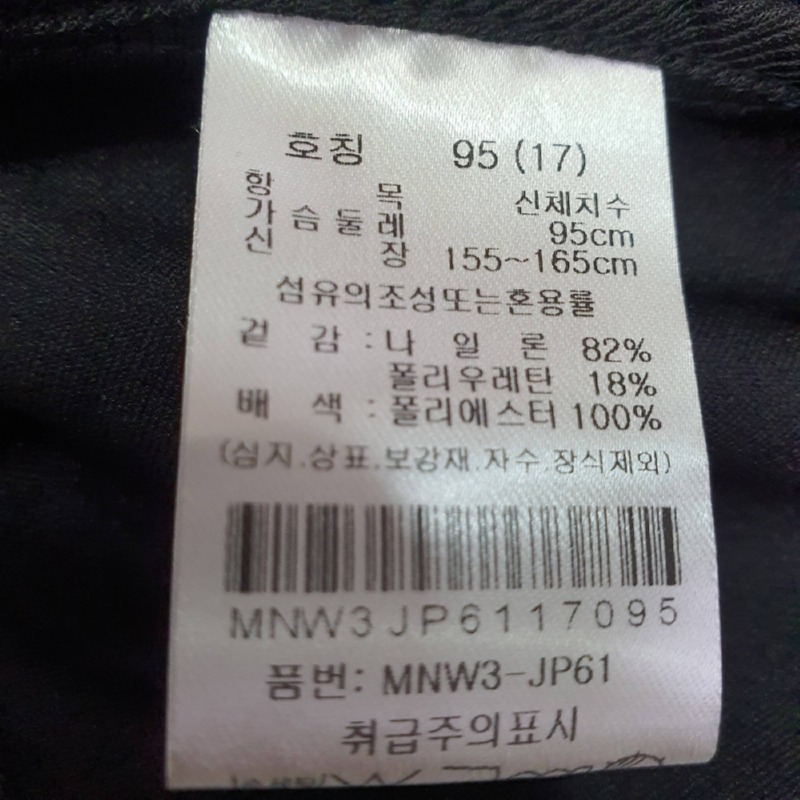 호칭 95 (17)
항 목 신체치수
가슴둘레 95cm
신 장 155~165cm
섬유의조성또는혼용률
겉 감 : 나 일 론 82%
폴리우레탄 18%
배 색 : 폴리에스터 100%
(심지.상표.보강재.자수.장식제외)
MNW3JP6117095
품번: MNW3-JP61
취급주의표시